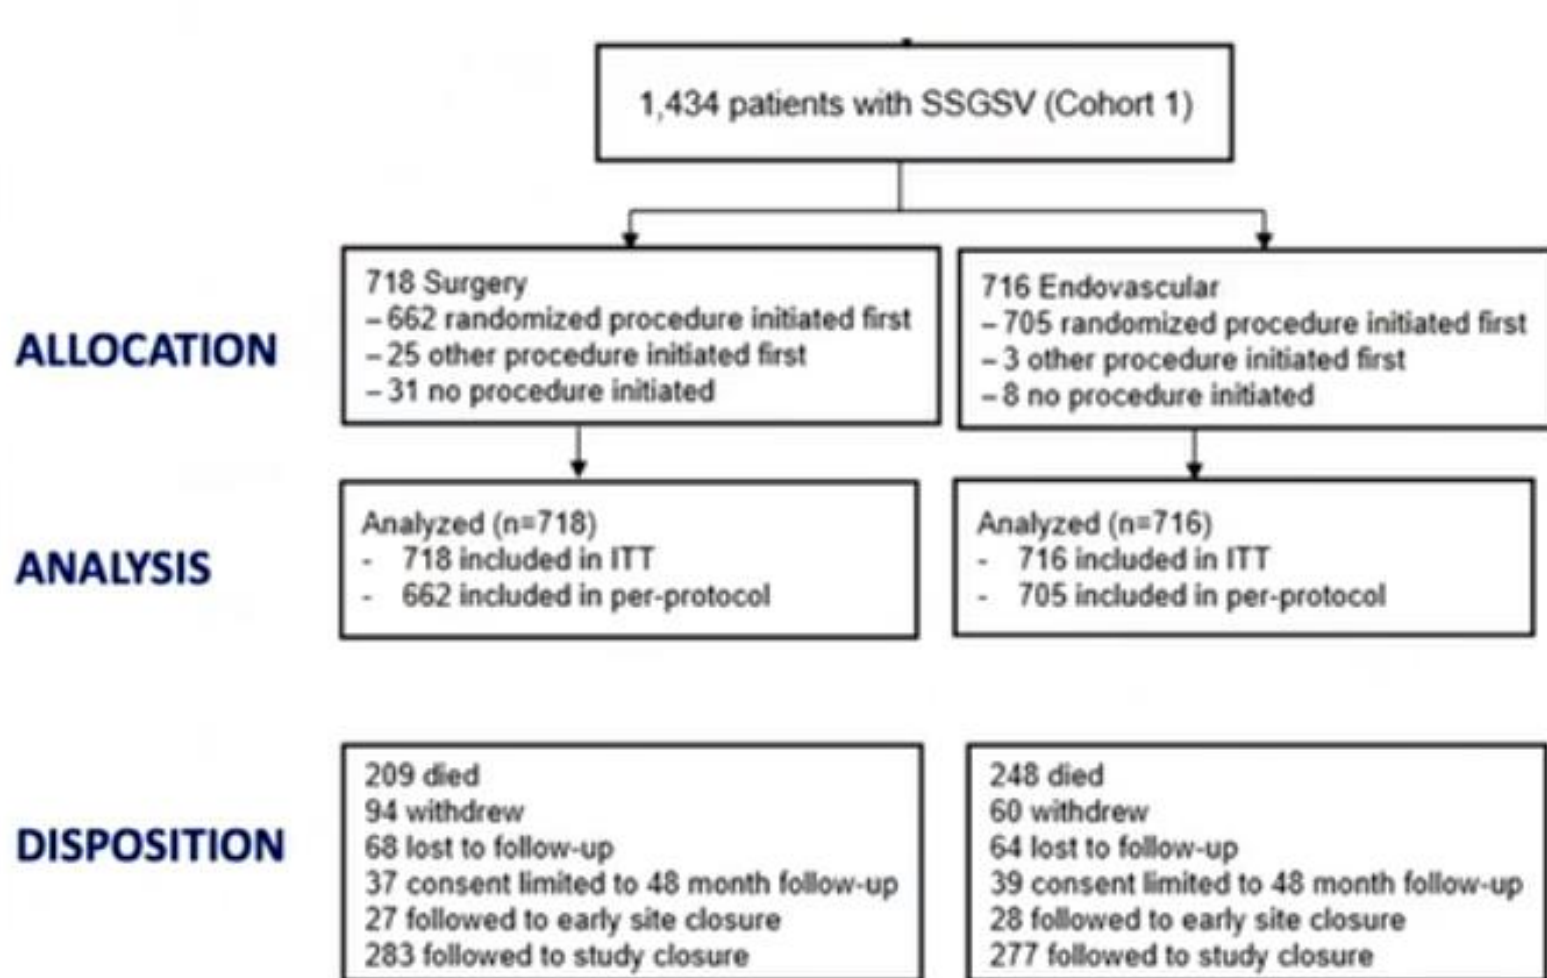 1,434 patients with SSGSV (Cohort 1)
ALLOCATION
718 Surgery
– 662 randomized procedure initiated first
– 25 other procedure initiated first
– 31 no procedure initiated
716 Endovascular
– 705 randomized procedure initiated first
– 3 other procedure initiated first
– 8 no procedure initiated
ANALYSIS
Analyzed (n=718)
- 718 included in ITT
- 662 included in per-protocol
Analyzed (n=716)
- 716 included in ITT
- 705 included in per-protocol
DISPOSITION
209 died
94 withdrew
68 lost to follow-up
37 consent limited to 48 month follow-up
27 followed to early site closure
283 followed to study closure
248 died
60 withdrew
64 lost to follow-up
39 consent limited to 48 month follow-up
28 followed to early site closure
277 followed to study closure